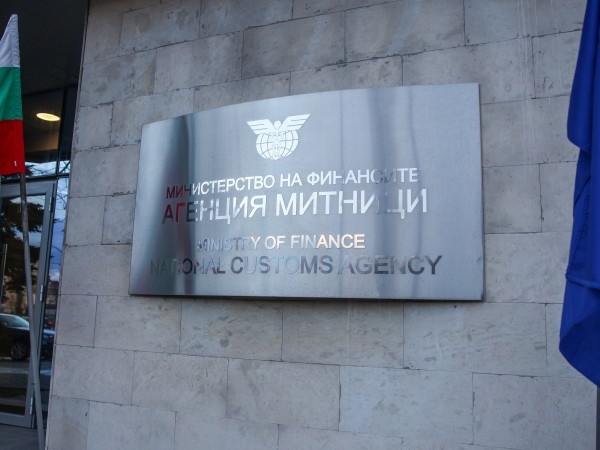 МИНИСТЕРСТВО НА ФИНАНСИТЕ
АГЕНЦИЯ МИТНИЦИ
MINISTRY OF FINANCE
NATIONAL CUSTOMS AGENCY